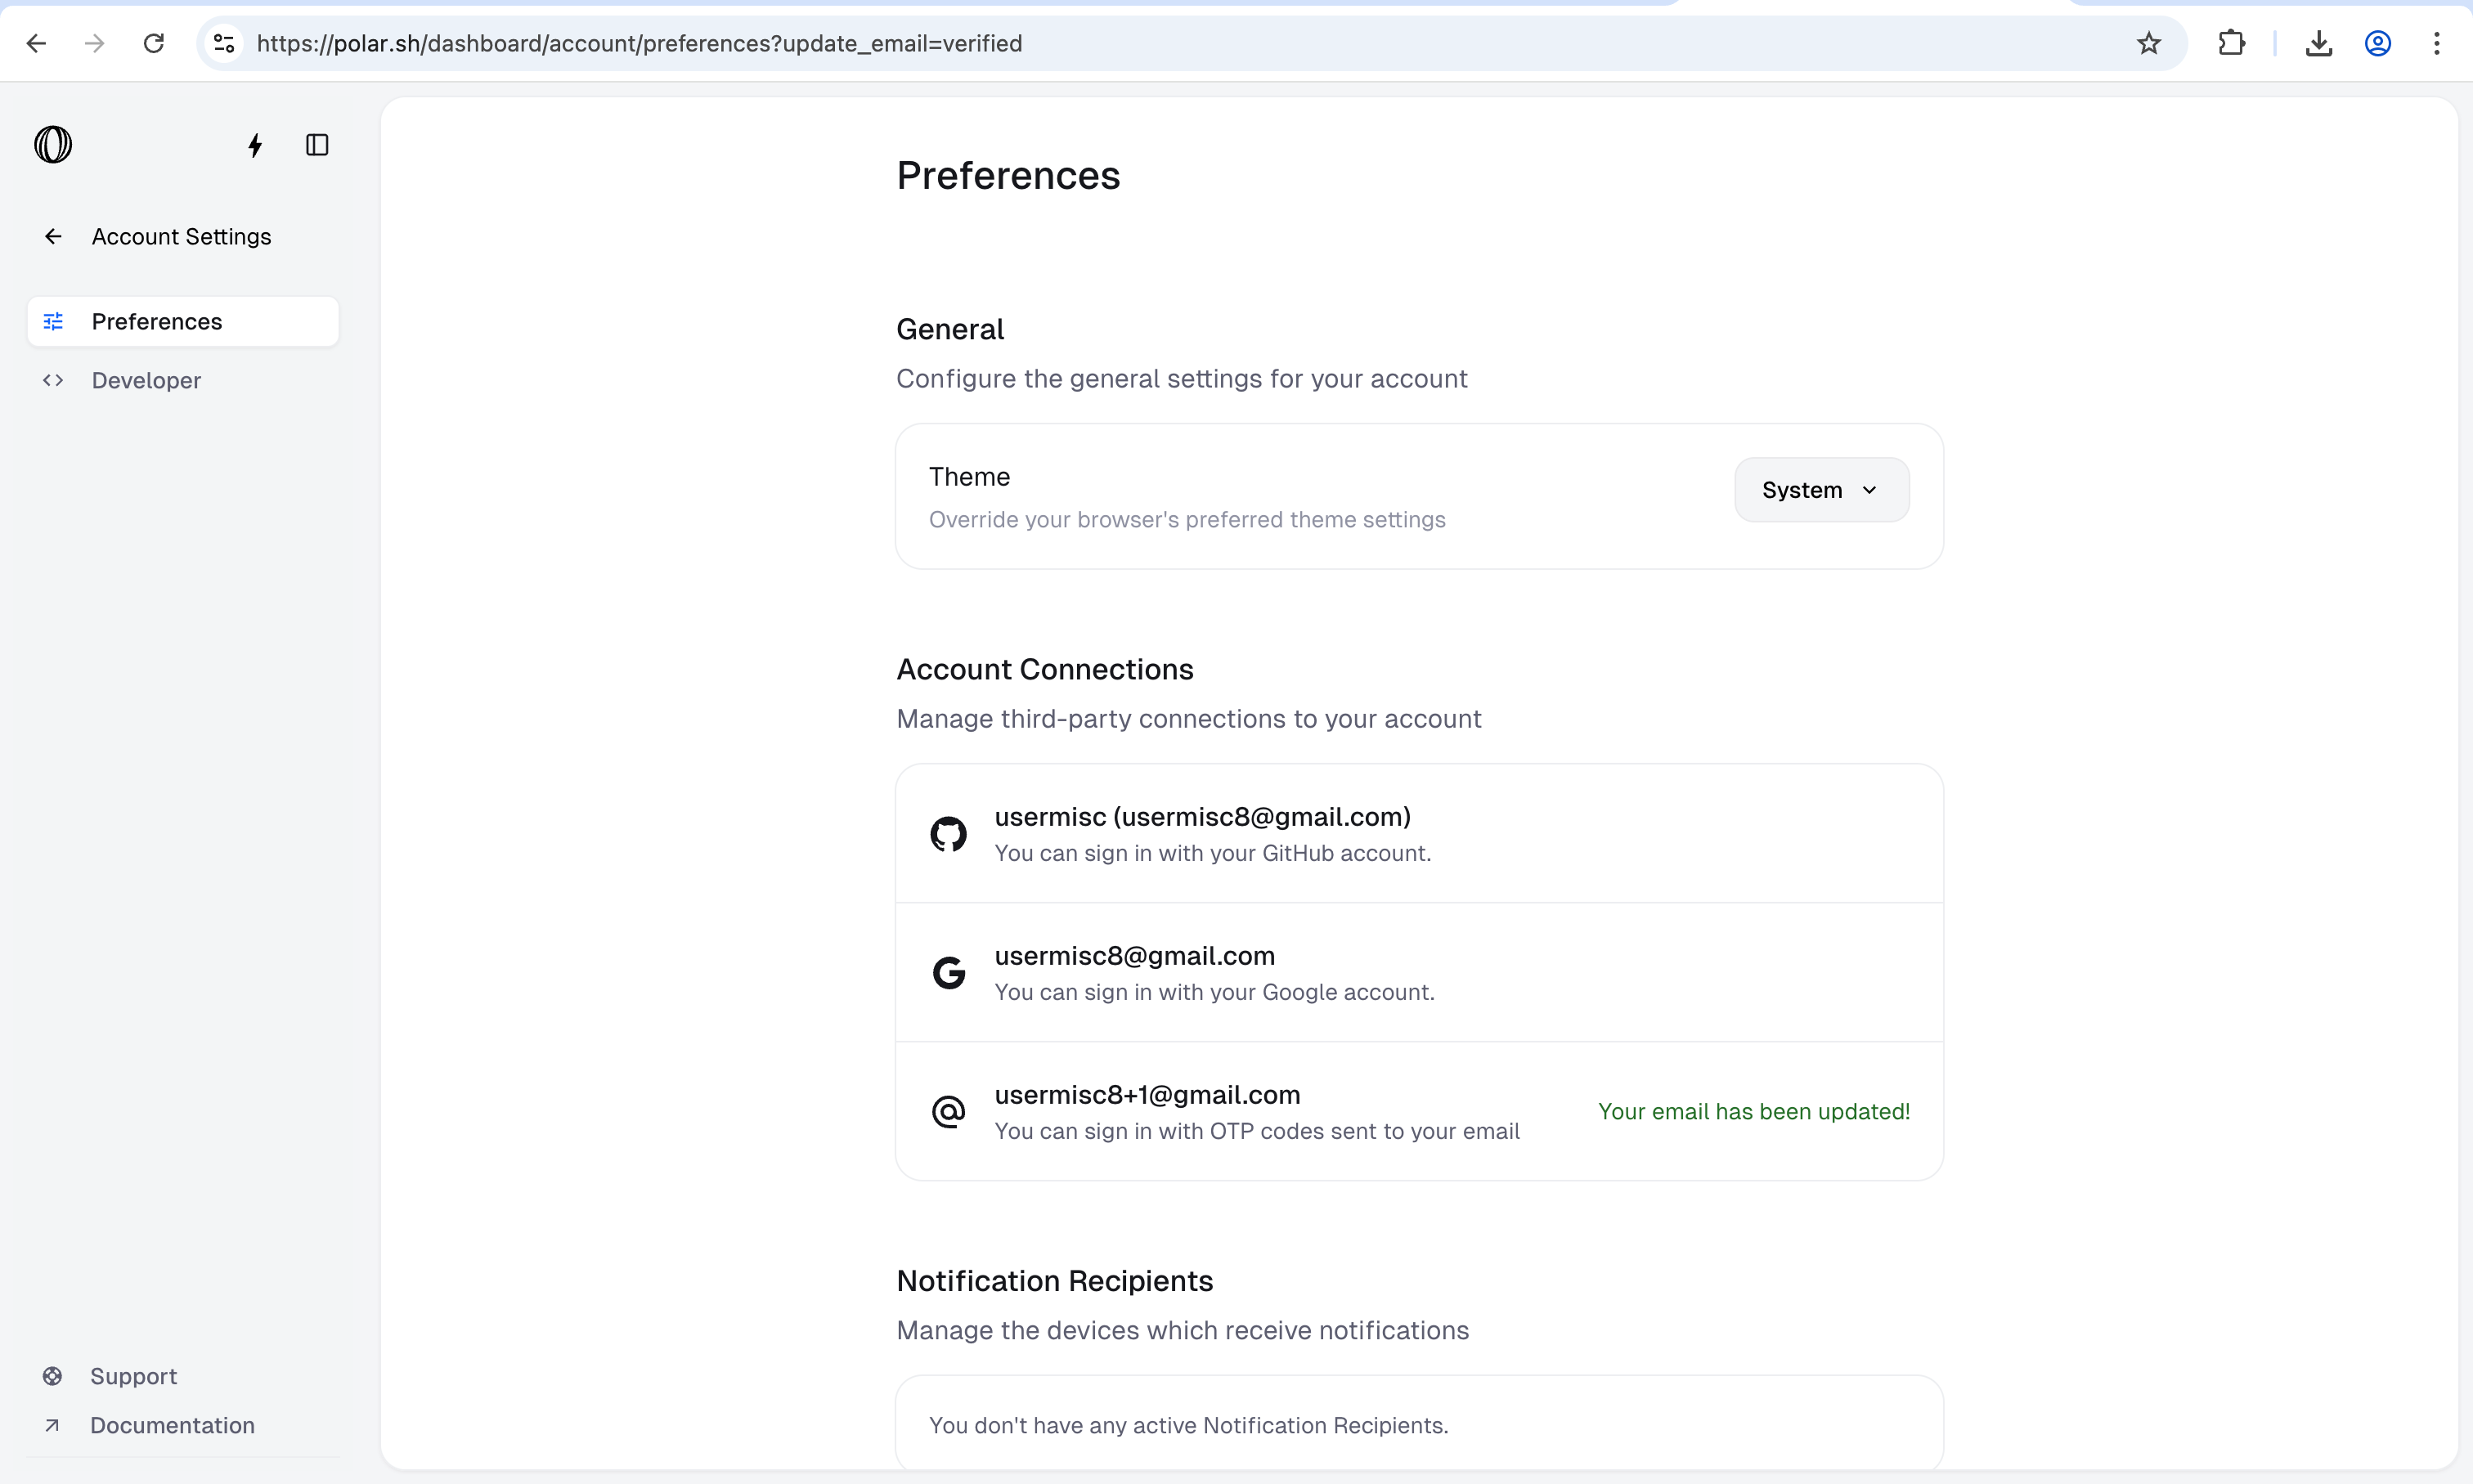 https://polar.sh/dashboard/account/preferences?update_email=verified
Account Settings
Preferences
Developer
Support
Documentation
Preferences
General
Configure the general settings for your account
Theme
Override your browser's preferred theme settings
System
Account Connections
Manage third-party connections to your account
usermisc (usermisc8@gmail.com)
You can sign in with your GitHub account.
usermisc8@gmail.com
You can sign in with your Google account.
usermisc8+1@gmail.com
You can sign in with OTP codes sent to your email
Your email has been updated!
Notification Recipients
Manage the devices which receive notifications
You don't have any active Notification Recipients.